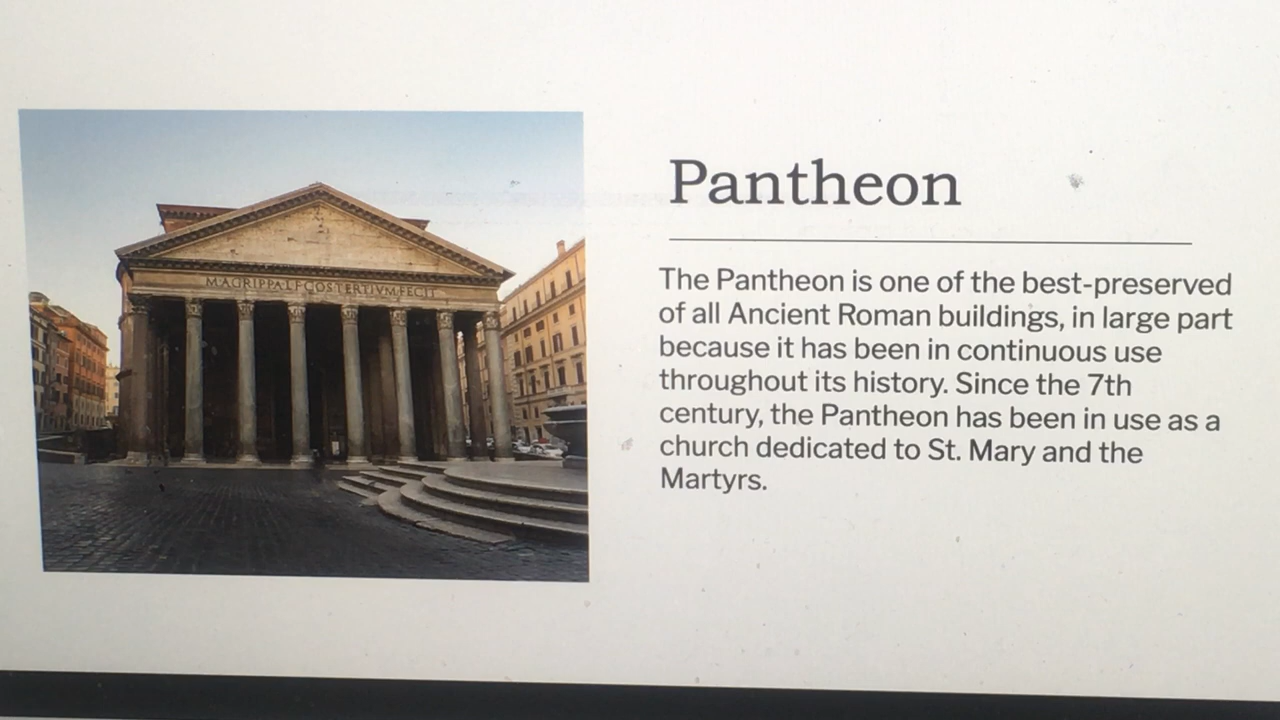 M·AGRIPPA·L·F·COS·TERTIVM·FECIT
Pantheon
The Pantheon is one of the best-preserved
of all Ancient Roman buildings, in large part
because it has been in continuous use
throughout its history. Since the 7th
century, the Pantheon has been in use as a
church dedicated to St. Mary and the
Martyrs.